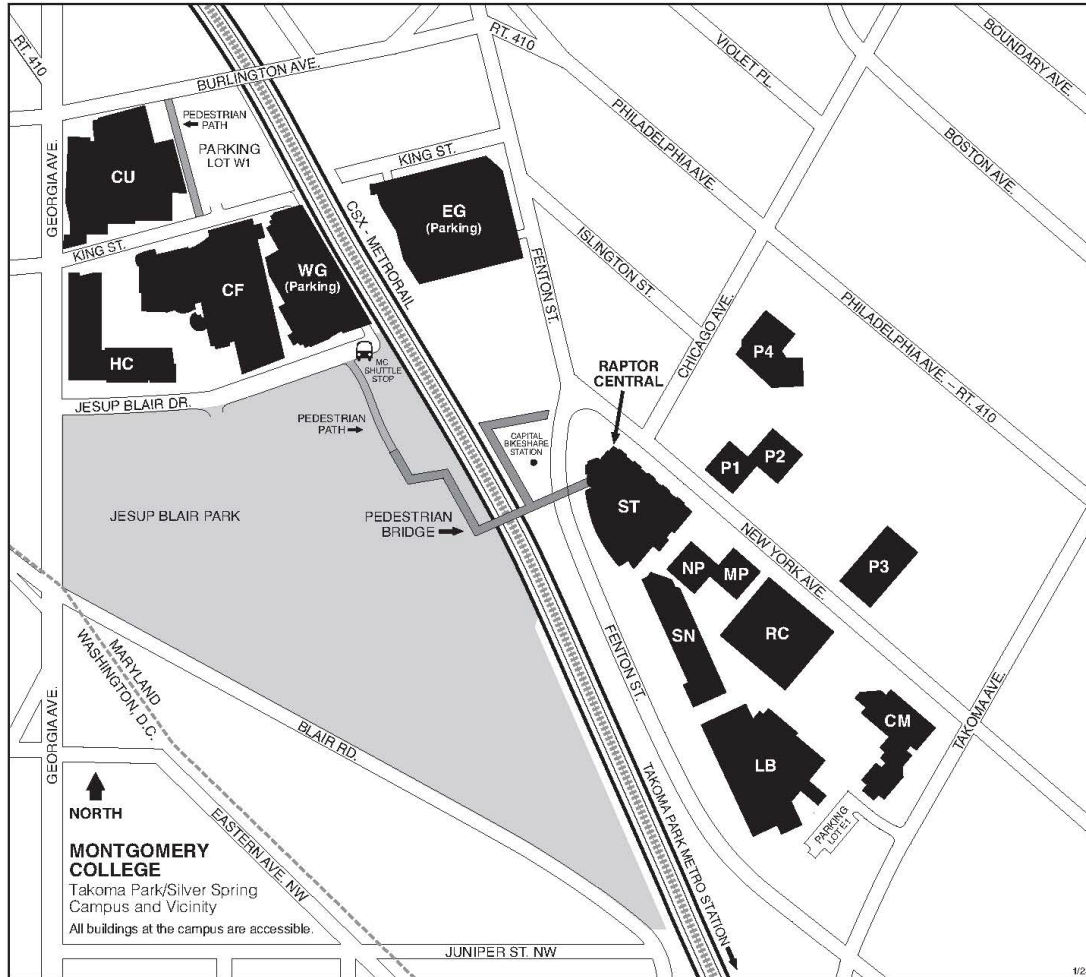 RT. 410
BURLINGTON AVE.
RT. 410
VIOLET PL.
BOUNDARY AVE.
BOSTON AVE.
PHILADELPHIA AVE.
PEDESTRIAN
PATH
PARKING
LOT W1
GEORGIA AVE.
CU
KING ST.
KING ST.
EG
(Parking)
CSX - METRORAIL
FENTON ST.
ISLINGTON ST.
CHICAGO AVE.
PHILADELPHIA AVE. – RT. 410
WG
(Parking)
CF
HC
MC
SHUTTLE
STOP
JESUP BLAIR DR.
PEDESTRIAN
PATH
RAPTOR
CENTRAL
P4
CAPITAL
BIKESHARE
STATION
P1
P2
ST
JESUP BLAIR PARK
PEDESTRIAN
BRIDGE
NEW YORK AVE.
NP
MP
P3
SN
RC
FENTON ST.
MARYLAND
WASHINGTON, D.C.
GEORGIA AVE.
BLAIR RD.
CM
TAKOMA AVE.
LB
PARKING
LOT E1
TAKOMA PARK METRO STATION
EASTERN AVE. NW
NORTH
MONTGOMERY
COLLEGE
Takoma Park/Silver Spring
Campus and Vicinity
All buildings at the campus are accessible.
JUNIPER ST. NW